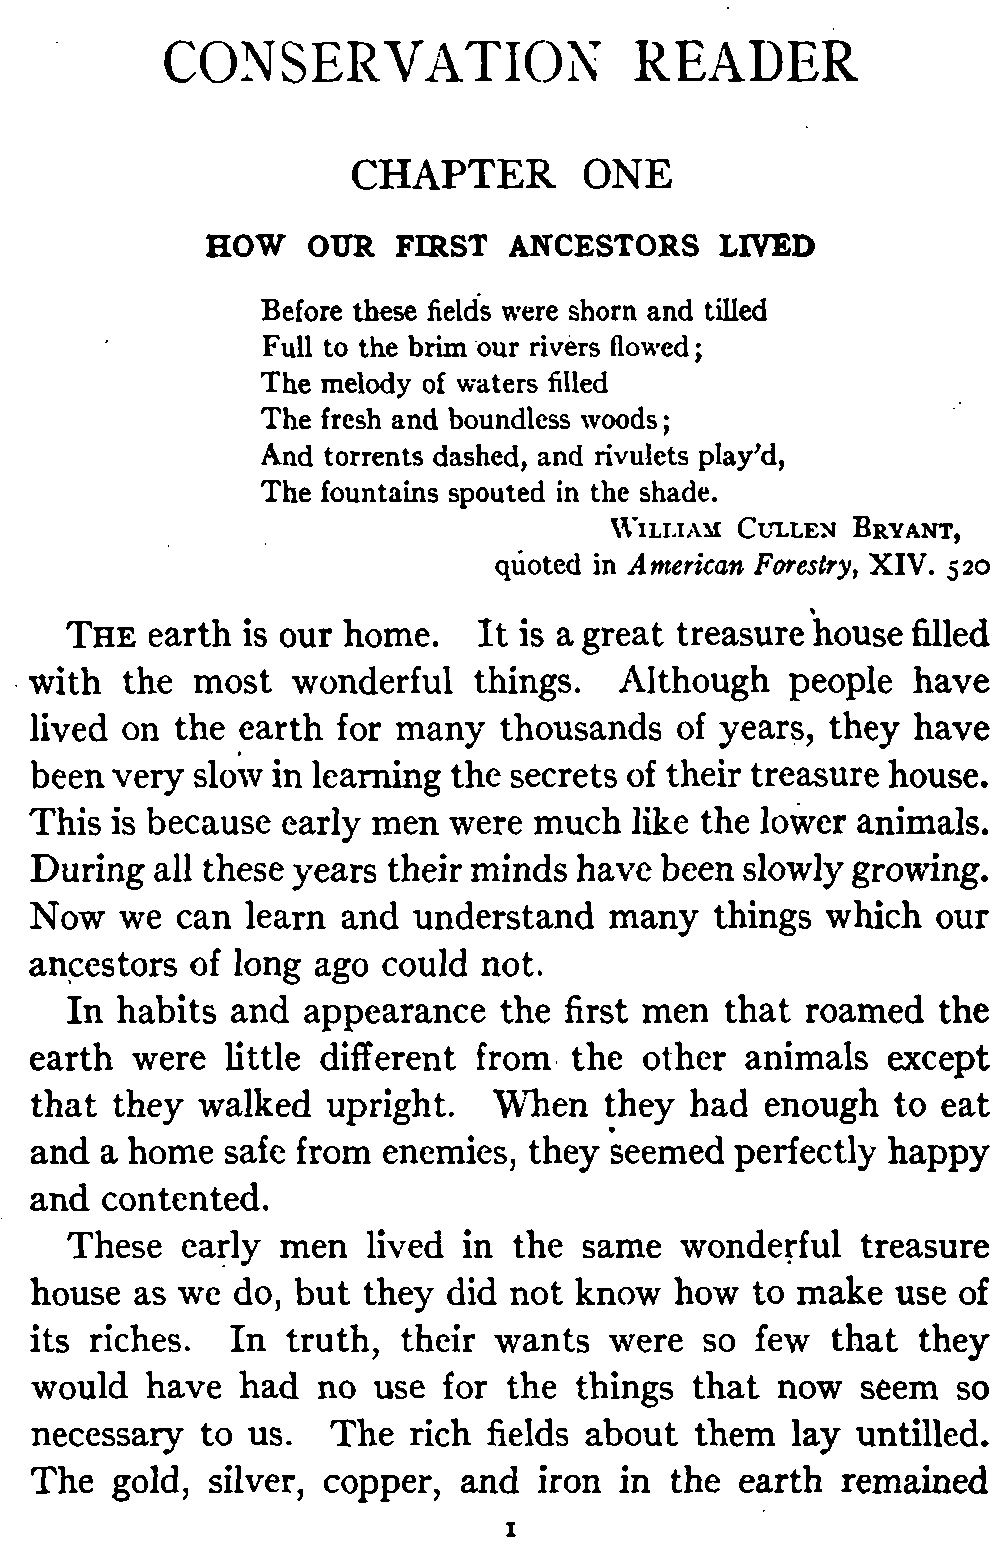 CONSERVATION READER
CHAPTER ONE
HOW OUR FIRST ANCESTORS LIVED
Before these fields were shorn and tilled
Full to the brim our rivers flowed;
The melody of waters filled
The fresh and boundless woods;
And torrents dashed, and rivulets play'd,
The fountains spouted in the shade.
WILLIAM CULLEN BRYANT,
quoted in American Forestry, XIV. 520
THE earth is our home. It is a great treasure house filled
with the most wonderful things. Although people have
lived on the earth for many thousands of years, they have
been very slow in learning the secrets of their treasure house.
This is because early men were much like the lower animals.
During all these years their minds have been slowly growing.
Now we can learn and understand many things which our
ancestors of long ago could not.
In habits and appearance the first men that roamed the
earth were little different from the other animals except
that they walked upright. When they had enough to eat
and a home safe from enemies, they seemed perfectly happy
and contented.
These early men lived in the same wonderful treasure
house as we do, but they did not know how to make use of
its riches. In truth, their wants were so few that they
would have had no use for the things that now seem so
necessary to us. The rich fields about them lay untilled.
The gold, silver, copper, and iron in the earth remained
1